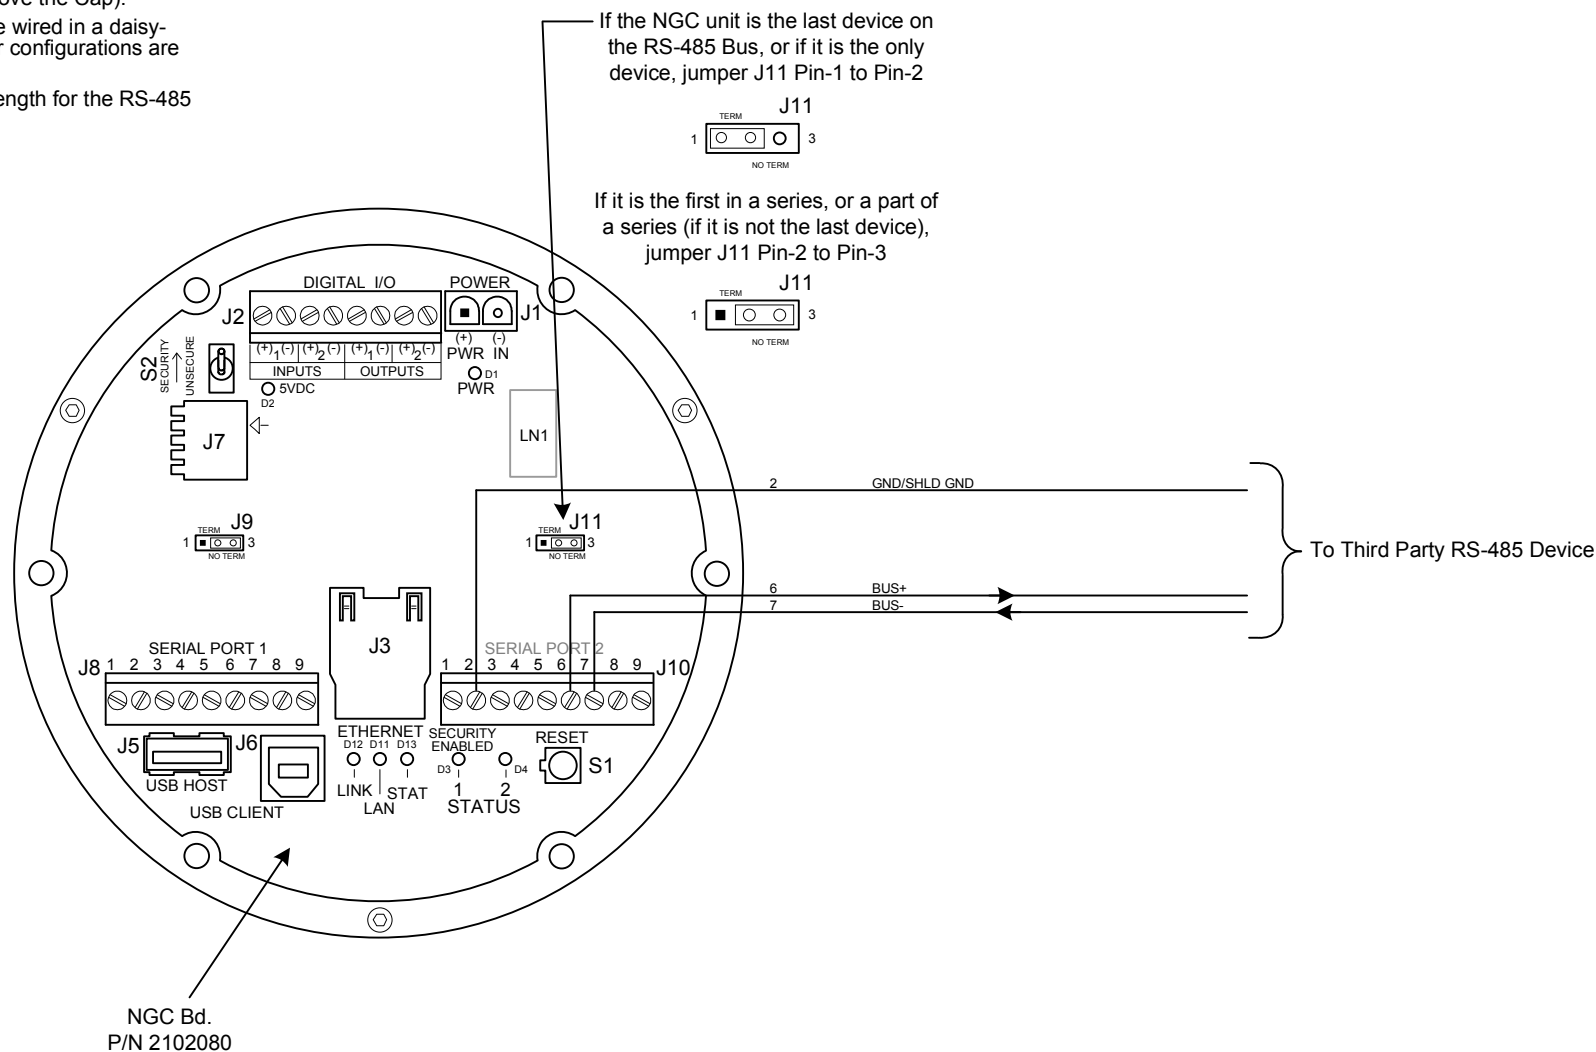 ove the Cap).
e wired in a daisy-
r configurations are
ength for the RS-485
If the NGC unit is the last device on
the RS-485 Bus, or if it is the only
device, jumper J11 Pin-1 to Pin-2
J11
TERM
1 3
NO TERM
If it is the first in a series, or a part of
a series (if it is not the last device),
jumper J11 Pin-2 to Pin-3
J11
TERM
1 3
NO TERM
DIGITAL I/O POWER
J2 J1
(+) 1 (-) (+) 2 (-) (+) 1 (-) (+) 2 (-)
INPUTS OUTPUTS
(+) (-)
PWR IN
D1
PWR
S2
SECURITY
UNSECURE
5VDC
D2
J7
LN1
2 GND/SHLD GND
J9
TERM
1 3
NO TERM
J11
TERM
1 3
NO TERM
To Third Party RS-485 Device
6 BUS+
7 BUS-
SERIAL PORT 1
J8 1 2 3 4 5 6 7 8 9
J3
SERIAL PORT 2
1 2 3 4 5 6 7 8 9 J10
J5
USB HOST
J6
USB CLIENT
ETHERNET
D12 D11 D13
LINK STAT
LAN
SECURITY
ENABLED
D3 D4
1 2
STATUS
RESET
S1
NGC Bd.
P/N 2102080